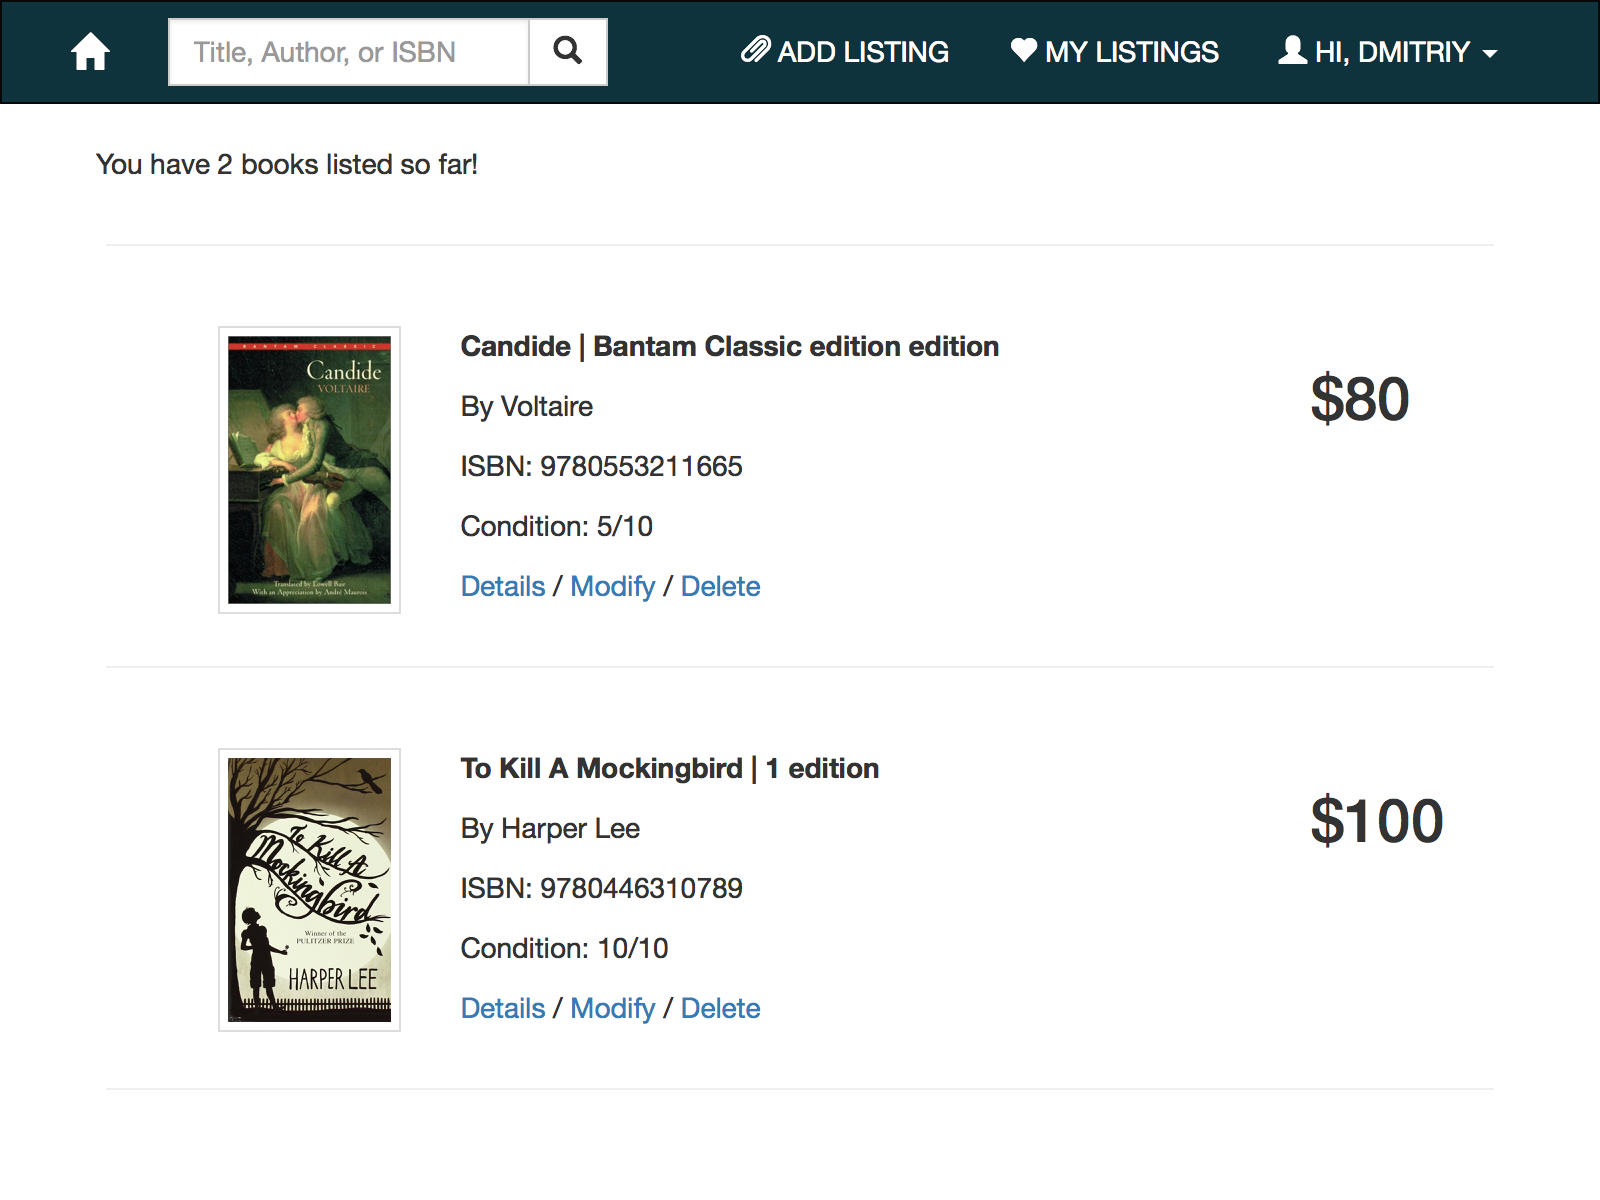 Title, Author, or ISBN
ADD LISTING
MY LISTINGS
HI, DMITRIY
You have 2 books listed so far!
BANTAM CLASSIC
Candide
VOLTAIRE
Translated by Lowell Bair
With an Appreciation by André Maurois
Candide | Bantam Classic edition edition
By Voltaire
ISBN: 9780553211665
Condition: 5/10
Details / Modify / Delete
$80
To Kill A
Mockingbird
Winner of the
PULITZER PRIZE
HARPER LEE
To Kill A Mockingbird | 1 edition
By Harper Lee
ISBN: 9780446310789
Condition: 10/10
Details / Modify / Delete
$100